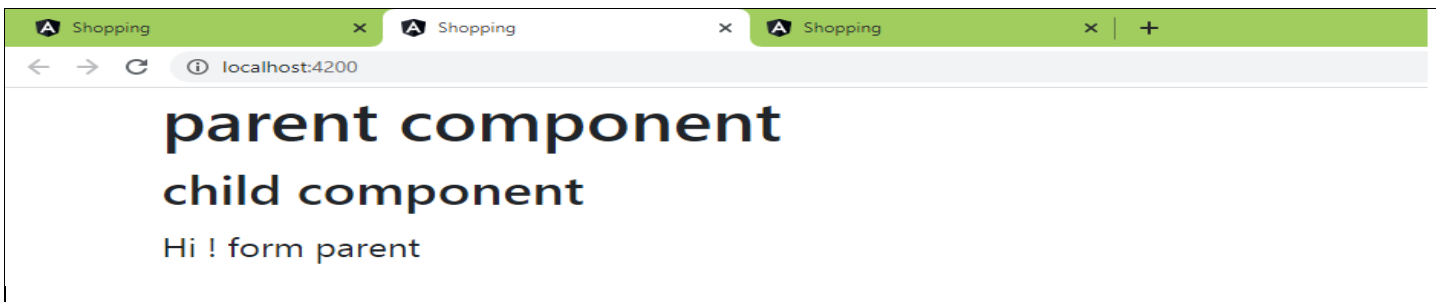 Shopping Shopping Shopping
localhost:4200
parent component
child component
Hi ! form parent